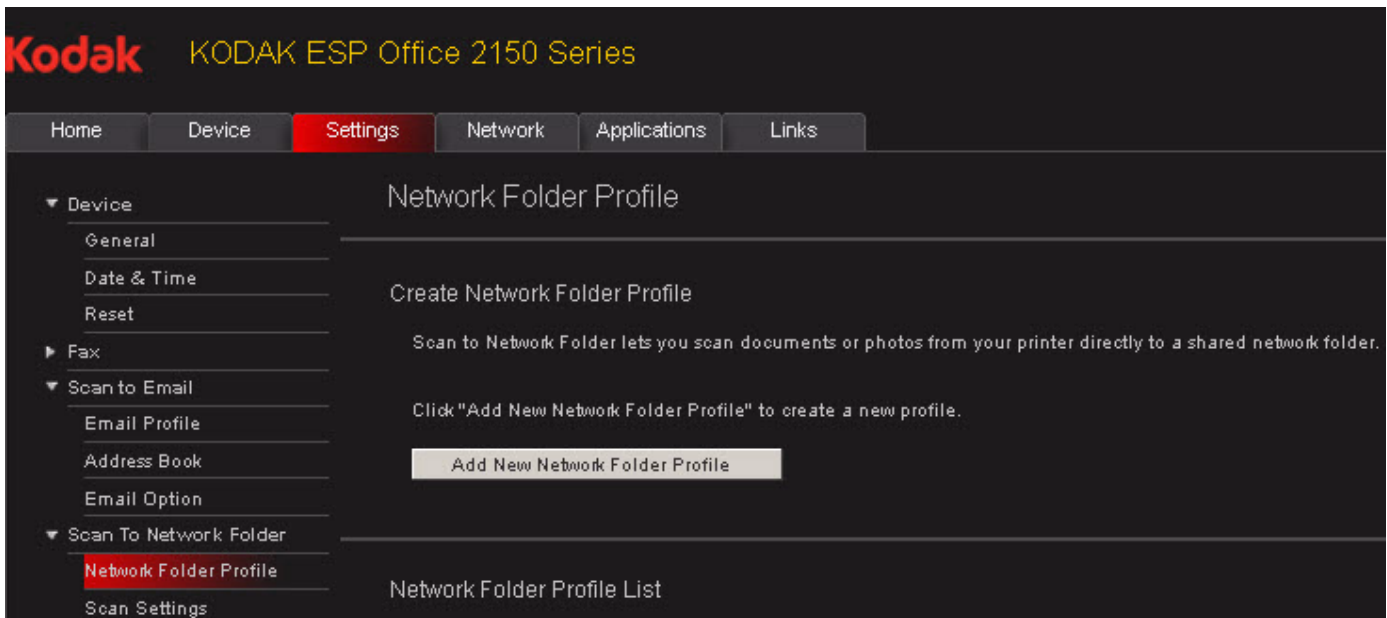 Kodak KODAK ESP Office 2150 Series
Home Device Settings Network Applications Links
Device
General
Date & Time
Reset
Fax
Scan to Email
Email Profile
Address Book
Email Option
Scan To Network Folder
Network Folder Profile
Scan Settings
Network Folder Profile
Create Network Folder Profile
Scan to Network Folder lets you scan documents or photos from your printer directly to a shared network folder.
Click "Add New Network Folder Profile" to create a new profile.
Add New Network Folder Profile
Network Folder Profile List